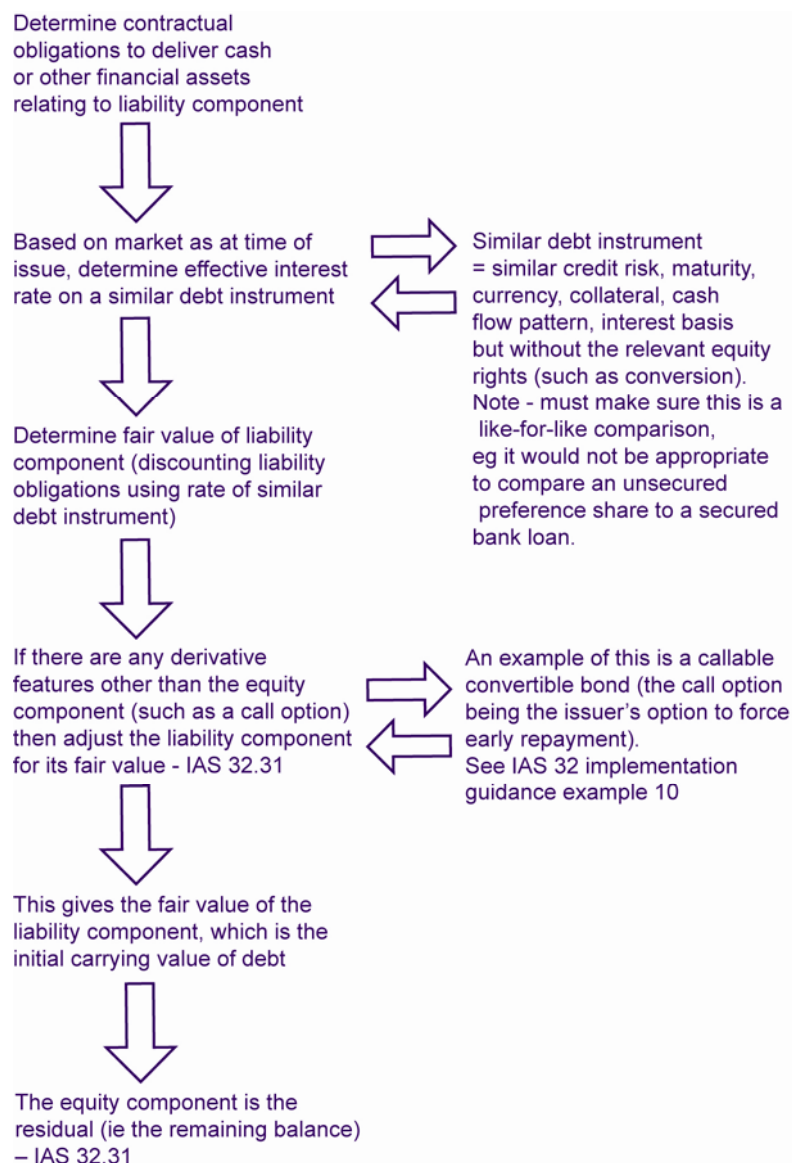 Determine contractual
obligations to deliver cash
or other financial assets
relating to liability component
Based on market as at time of
issue, determine effective interest
rate on a similar debt instrument
Similar debt instrument
= similar credit risk, maturity,
currency, collateral, cash
flow pattern, interest basis
but without the relevant equity
rights (such as conversion).
Note - must make sure this is a
like-for-like comparison,
eg it would not be appropriate
to compare an unsecured
preference share to a secured
bank loan.
Determine fair value of liability
component (discounting liability
obligations using rate of similar
debt instrument)
If there are any derivative
features other than the equity
component (such as a call option)
then adjust the liability component
for its fair value - IAS 32.31
An example of this is a callable
convertible bond (the call option
being the issuer's option to force
early repayment).
See IAS 32 implementation
guidance example 10
This gives the fair value of the
liability component, which is the
initial carrying value of debt
The equity component is the
residual (ie the remaining balance)
– IAS 32.31